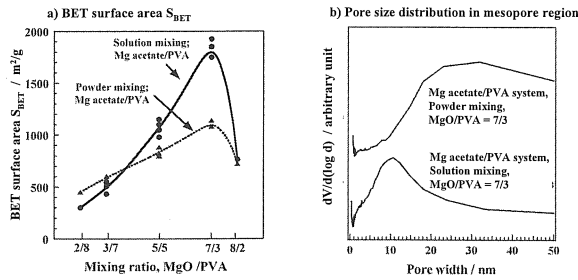 a) BET surface area S_BET
BET surface area S_BET / m²/g
2000
1500
1000
500
0
Solution mixing;
Mg acetate/PVA
Powder mixing;
Mg acetate/PVA
2/8 3/7 5/5 7/3 8/2
Mixing ratio, MgO /PVA
b) Pore size distribution in mesopore region
dV/d(log d) / arbitrary unit
Mg acetate/PVA system,
Powder mixing,
MgO/PVA = 7/3
Mg acetate/PVA system,
Solution mixing,
MgO/PVA = 7/3
0 10 20 30 40 50
Pore width / nm